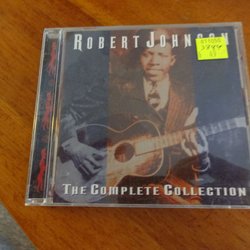 ROBERT JOHNSON
THE COMPLETE COLLECTION